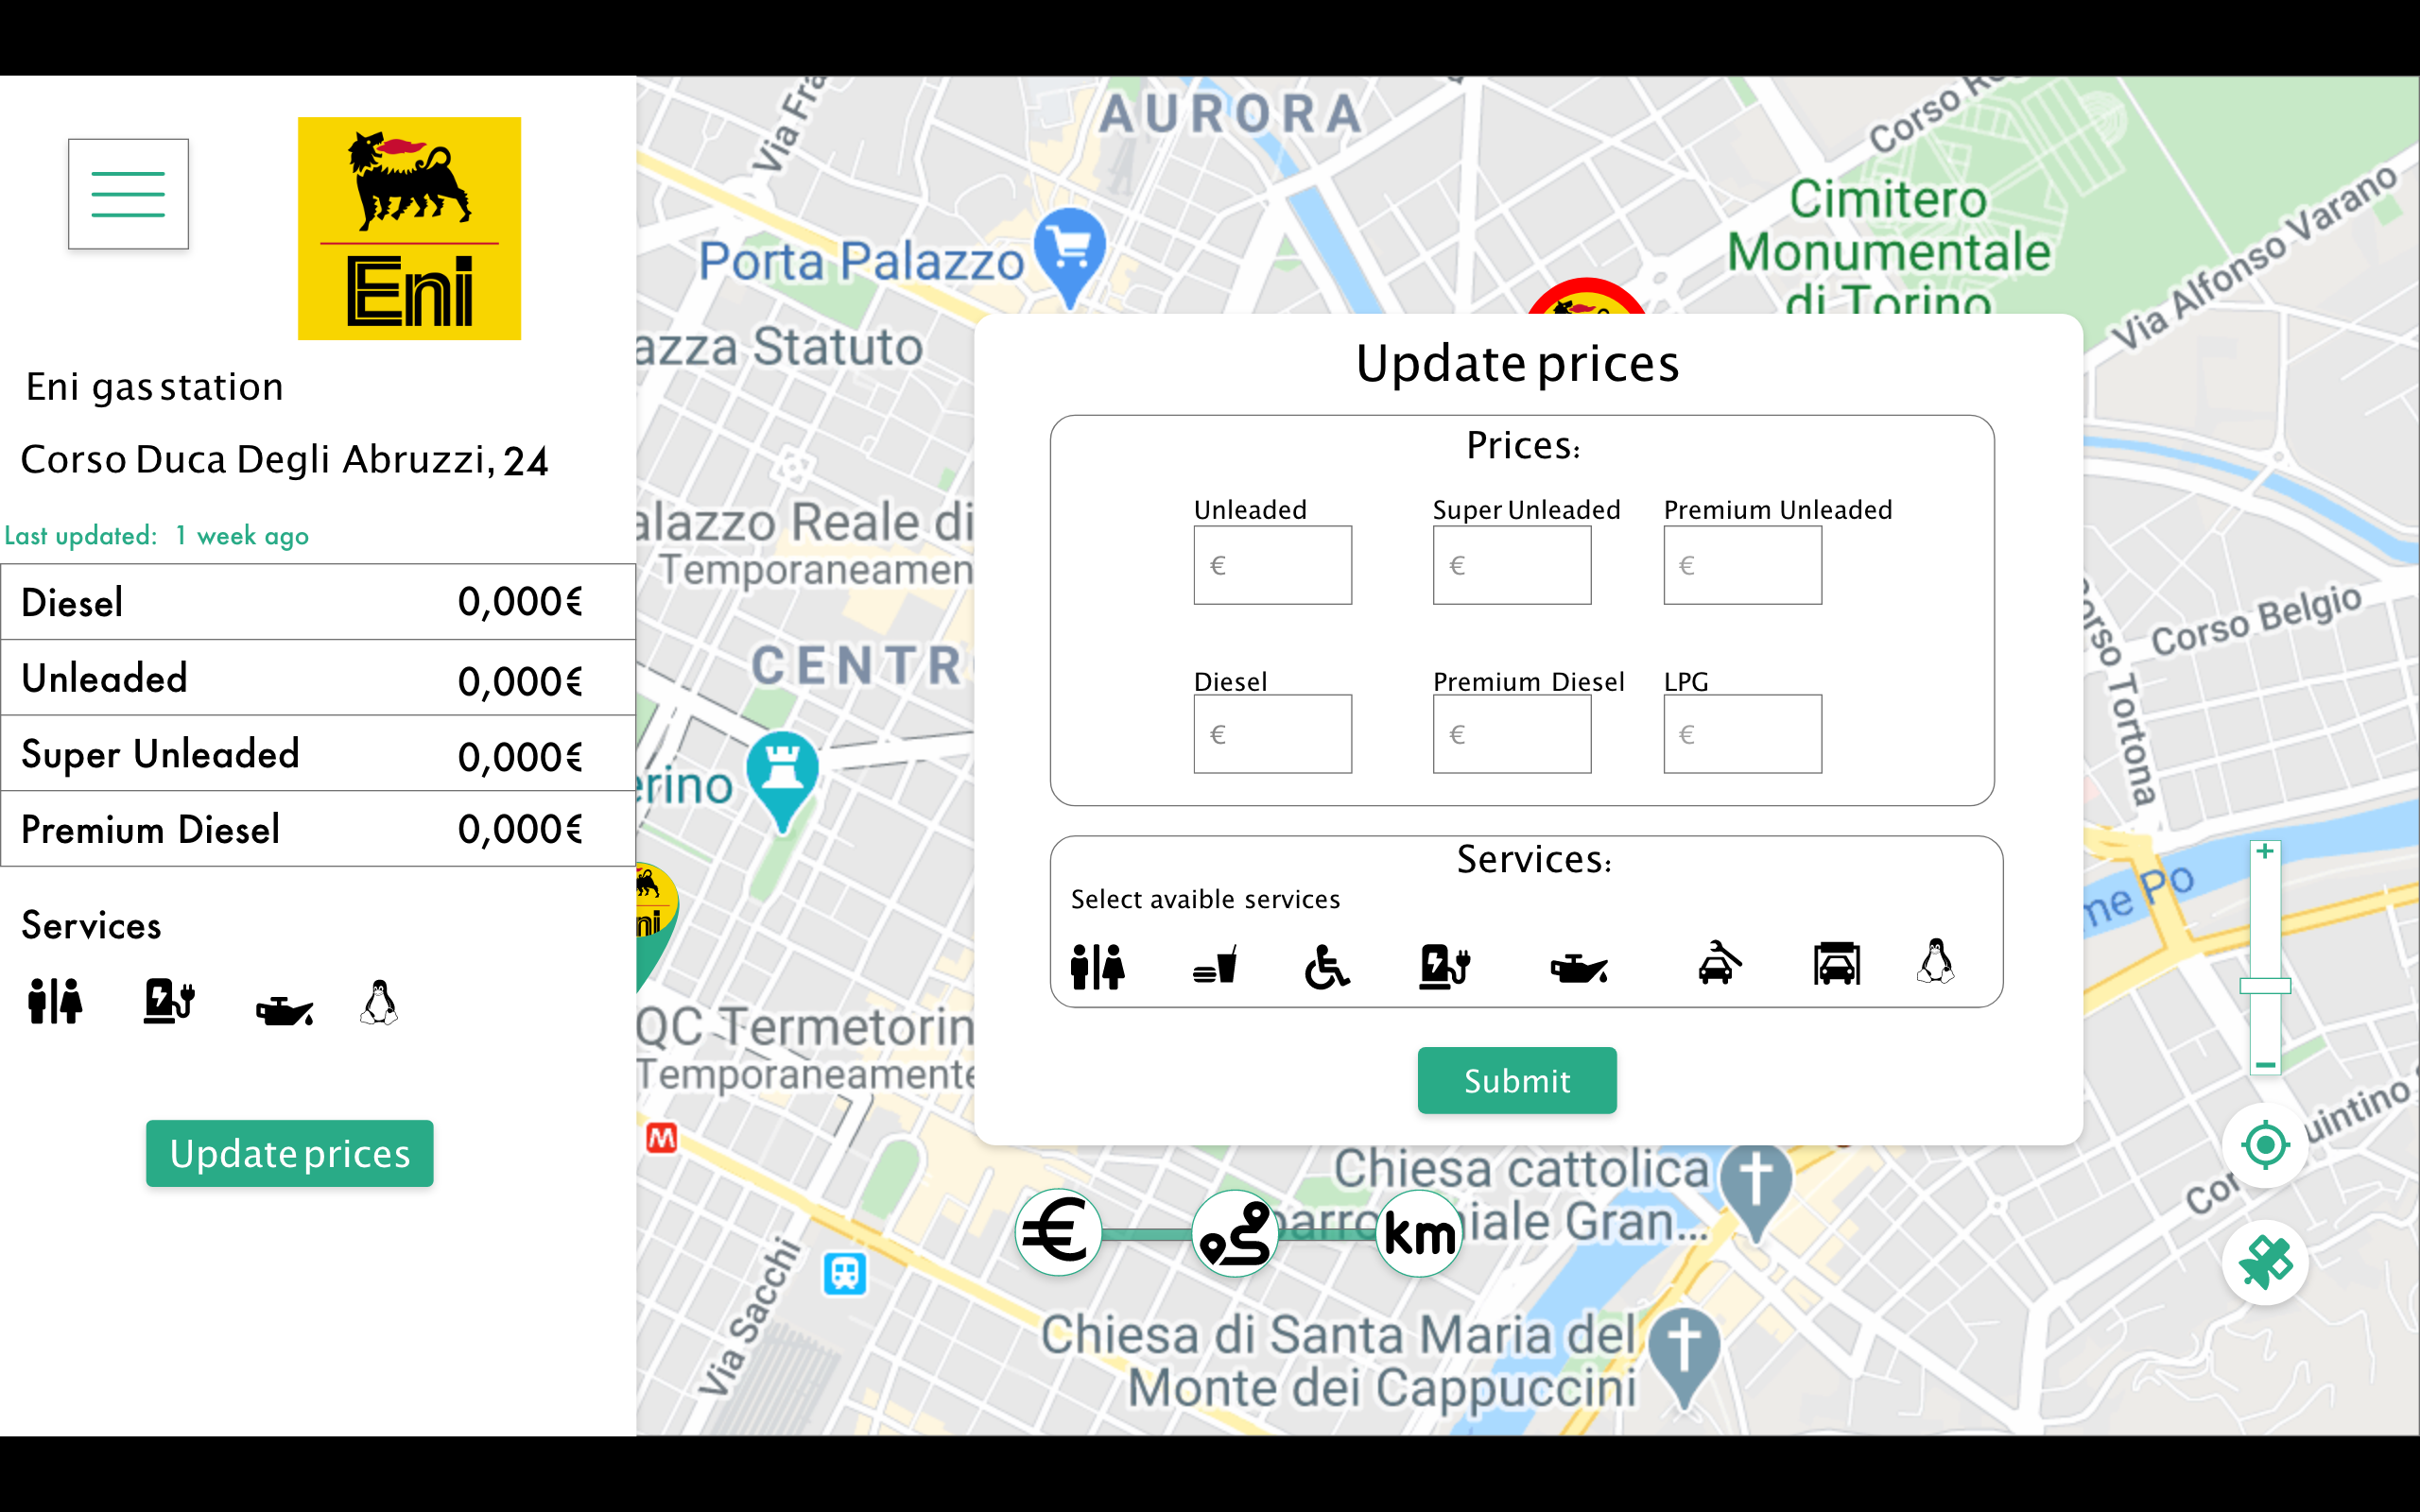 Eni
Eni gas station
Corso Duca Degli Abruzzi, 24
Last updated: 1 week ago
Diesel 0,000€
Unleaded 0,000€
Super Unleaded 0,000€
Premium Diesel 0,000€
Services
Update prices
Via Fra
AURORA
Corso
Cimitero
Monumentale
di Torino
Via Alfonso Varano
Porta Palazzo
azza Statuto
alazzo Reale di
Temporaneamen
CENTR
erino
ni
QC Termetorin
Temporaneamente
M
Via Sacchi
Update prices
Prices:
Unleaded
Super Unleaded
Premium Unleaded
€
€
€
Diesel
Premium Diesel
LPG
€
€
€
Services:
Select avaible services
Submit
Corso Belgio
orso Tortona
me Po
+
−
uintino
Cor
Chiesa cattolica
parro niale Gran...
€
km
Chiesa di Santa Maria del
Monte dei Cappuccini